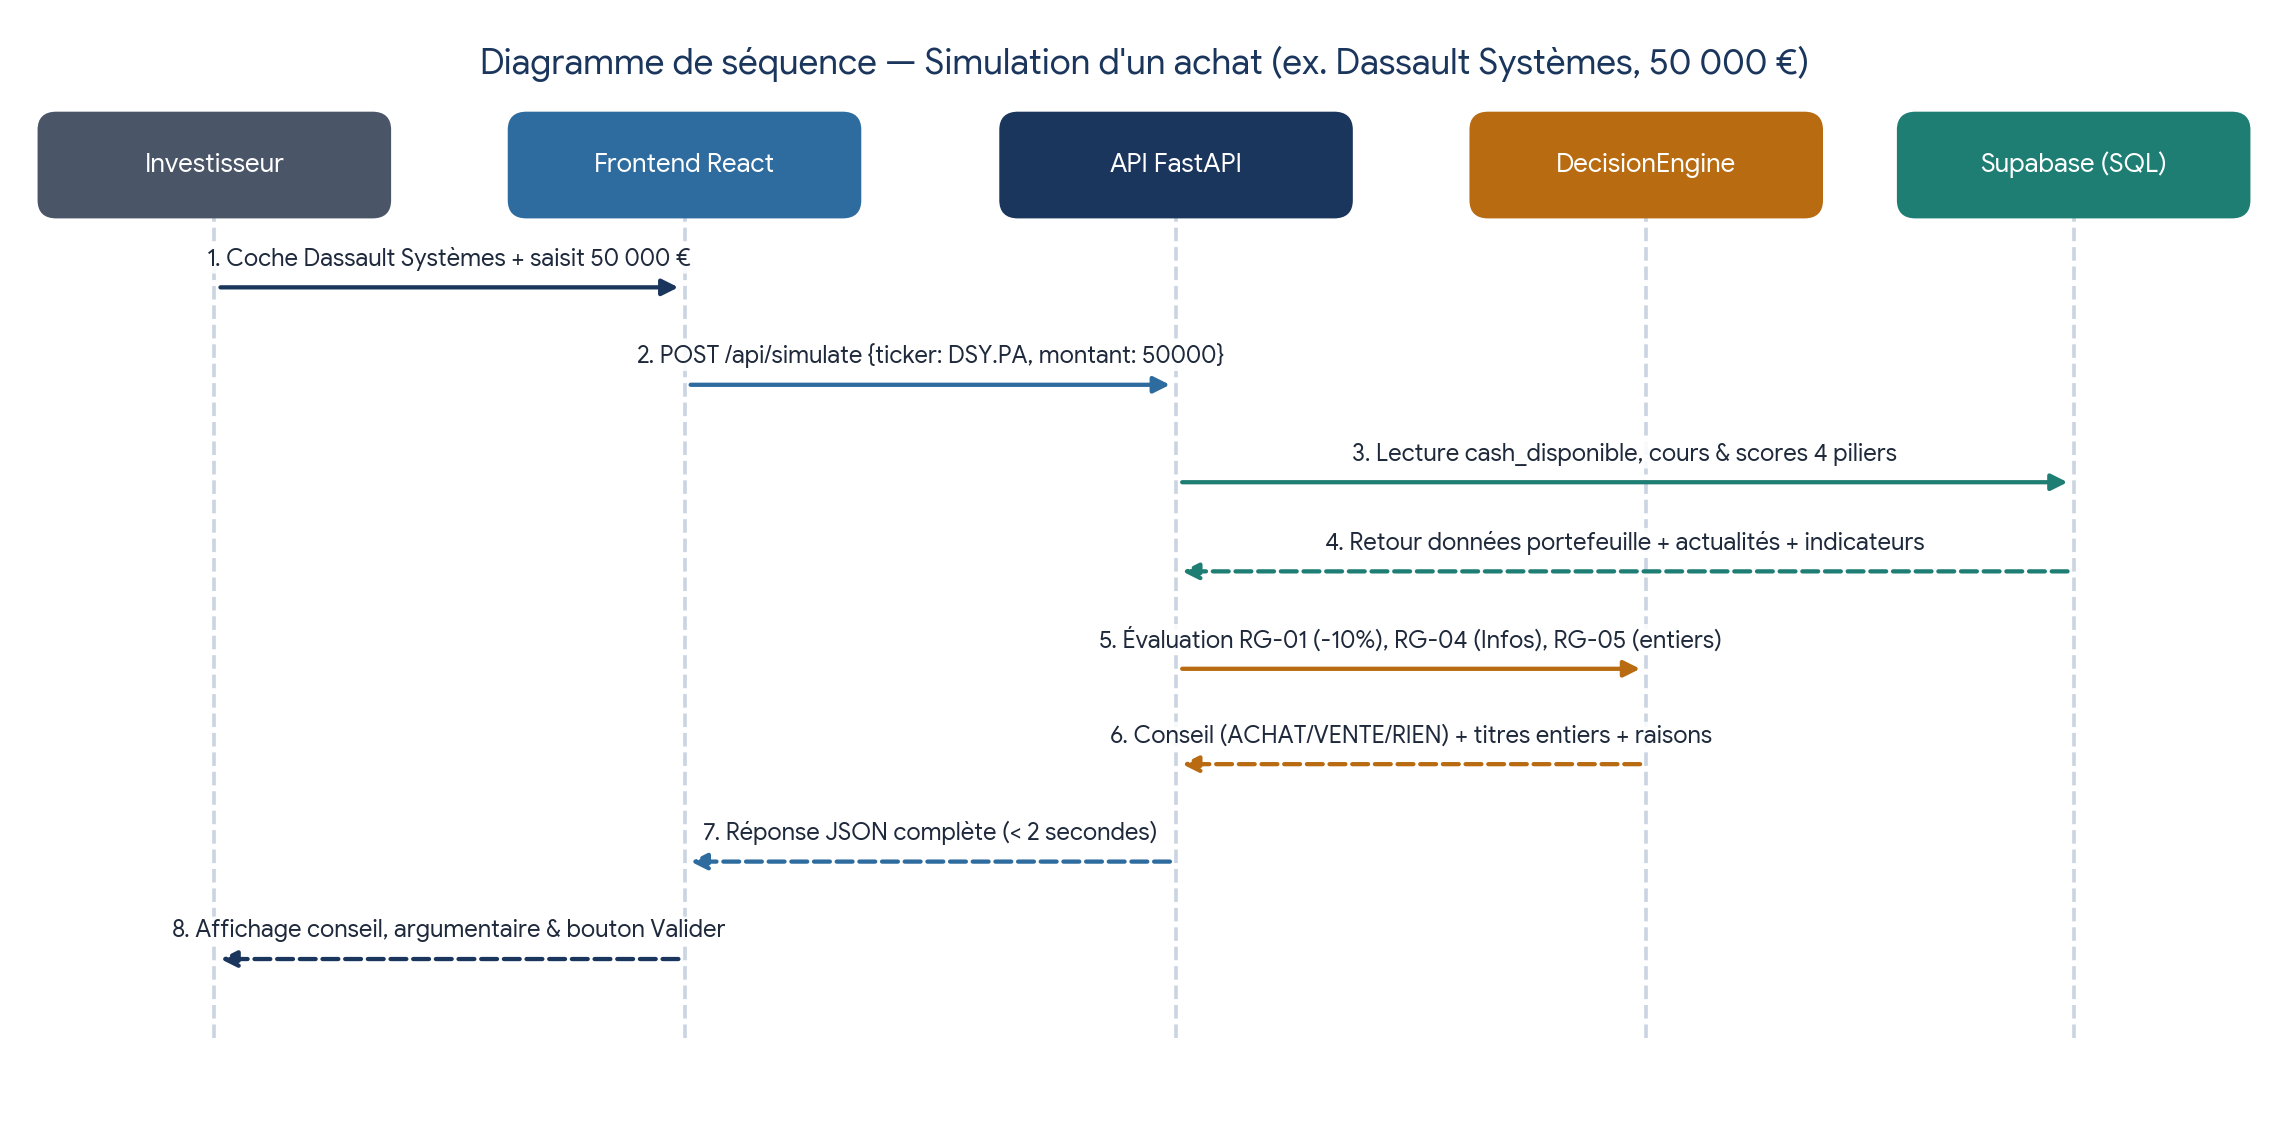 Diagramme de séquence — Simulation d'un achat (ex. Dassault Systèmes, 50 000 €)
Investisseur
Frontend React
API FastAPI
DecisionEngine
Supabase (SQL)
1. Coche Dassault Systèmes + saisit 50 000 €
2. POST /api/simulate {ticker: DSY.PA, montant: 50000}
3. Lecture cash_disponible, cours & scores 4 piliers
4. Retour données portefeuille + actualités + indicateurs
5. Évaluation RG-01 (-10%), RG-04 (Infos), RG-05 (entiers)
6. Conseil (ACHAT/VENTE/RIEN) + titres entiers + raisons
7. Réponse JSON complète (< 2 secondes)
8. Affichage conseil, argumentaire & bouton Valider